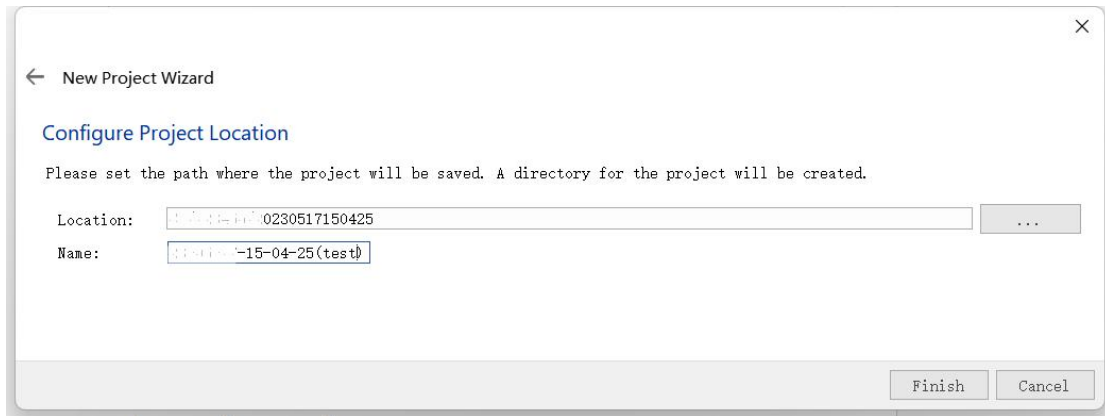 New Project Wizard
Configure Project Location
Please set the path where the project will be saved. A directory for the project will be created.
Location: 0230517150425 ...
Name: -15-04-25(test)
Finish Cancel